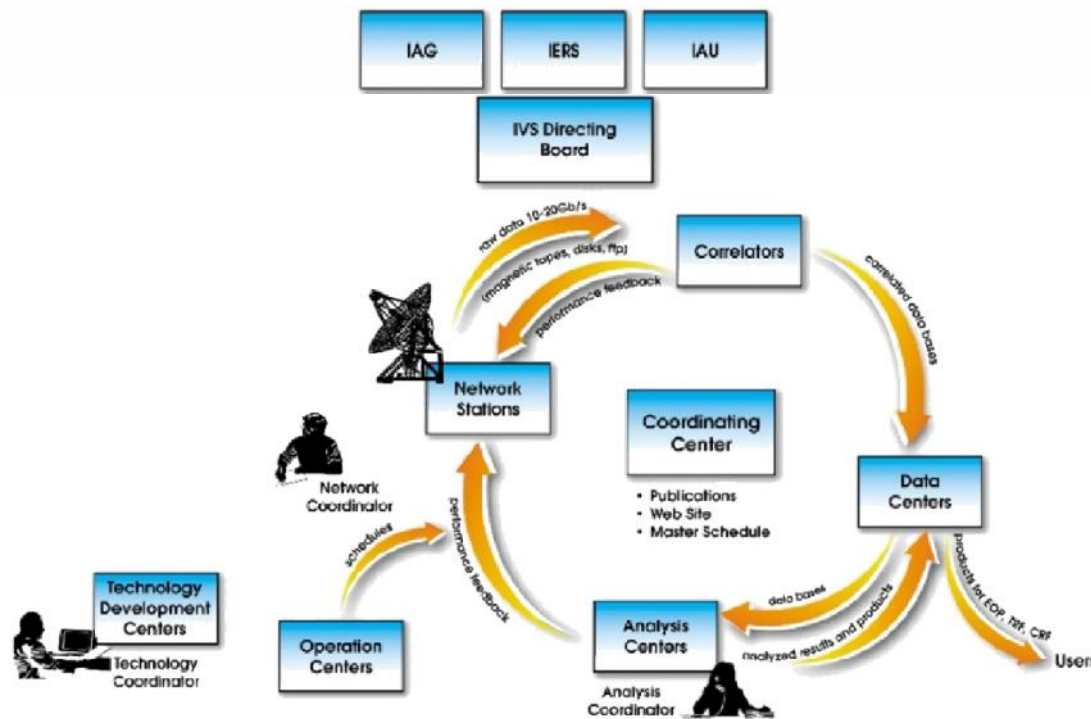 IAG
IERS
IAU
IVS Directing
Board
raw data 10-20Gb/s
(magnetic tapes, disks, ftp)
performance feedback
Correlators
correlated data bases
Network
Stations
Coordinating
Center
• Publications
• Web Site
• Master Schedule
Network
Coordinator
Data
Centers
schedules
performance feedback
data bases
analyzed results and products
products for EOP, TRF, CRF
Users
Technology
Development
Centers
Technology
Coordinator
Operation
Centers
Analysis
Centers
Analysis
Coordinator